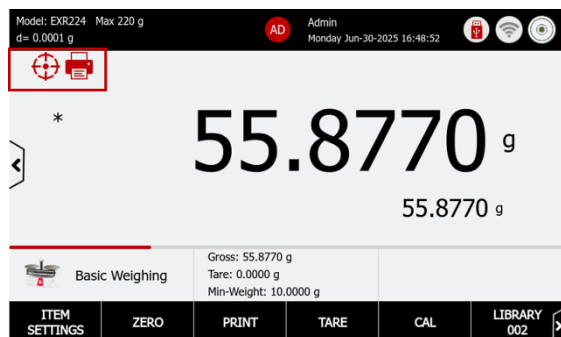 Model: EXR224 Max 220 g
d= 0.0001 g
AD
Admin
Monday Jun-30-2025 16:48:52
*
55.8770 g
55.8770 g
Basic Weighing
Gross: 55.8770 g
Tare: 0.0000 g
Min-Weight: 10.0000 g
ITEM
SETTINGS
ZERO
PRINT
TARE
CAL
LIBRARY
002